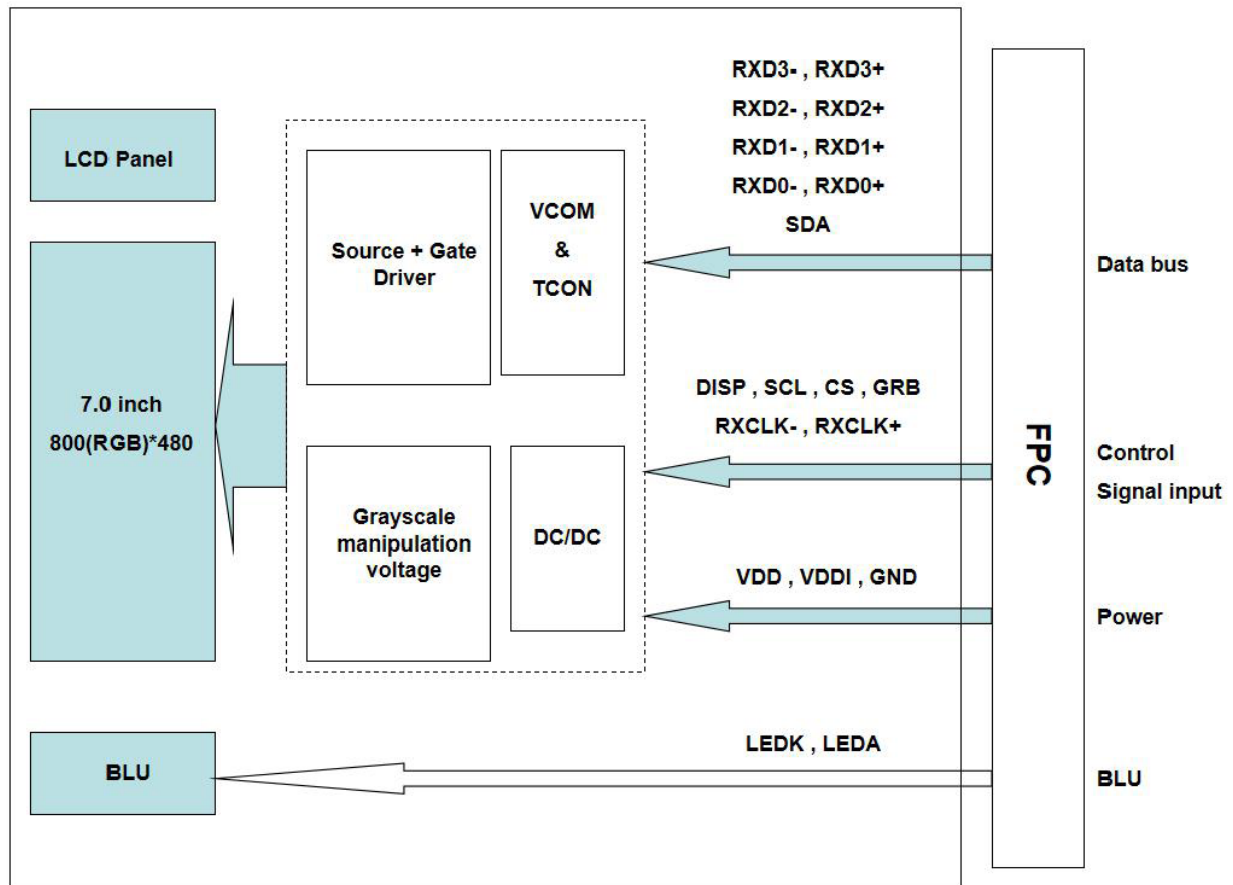 LCD Panel
7.0 inch
800(RGB)*480
BLU
Source + Gate
Driver
VCOM
&
TCON
Grayscale
manipulation
voltage
DC/DC
RXD3- , RXD3+
RXD2- , RXD2+
RXD1- , RXD1+
RXD0- , RXD0+
SDA
DISP , SCL , CS , GRB
RXCLK- , RXCLK+
VDD , VDDI , GND
LEDK , LEDA
FPC
Data bus
Control
Signal input
Power
BLU